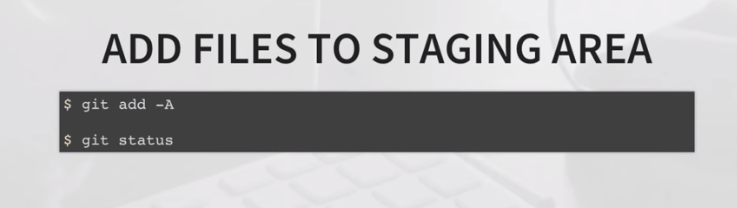 ADD FILES TO STAGING AREA
$ git add -A
$ git status